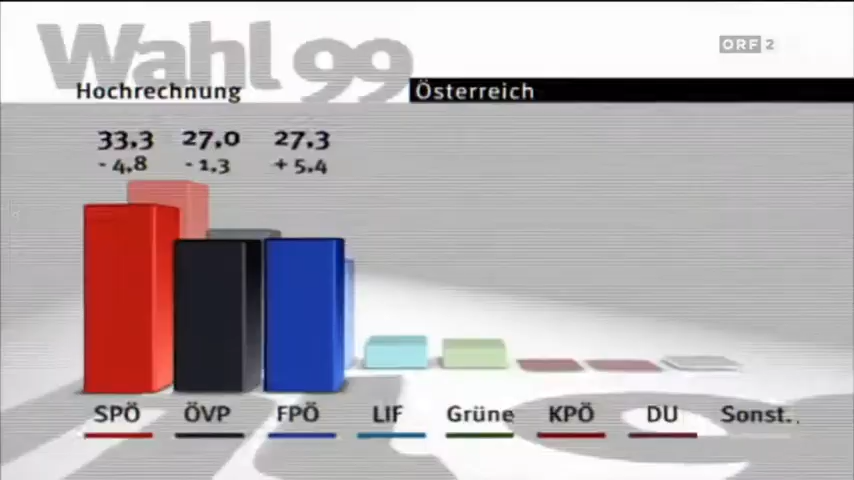 Wahl 99
ORF 2
Hochrechnung
Österreich
33,3 27,0 27,3
- 4,8 - 1,3 + 5,4
SPÖ ÖVP FPÖ LIF Grüne KPÖ DU Sonst.